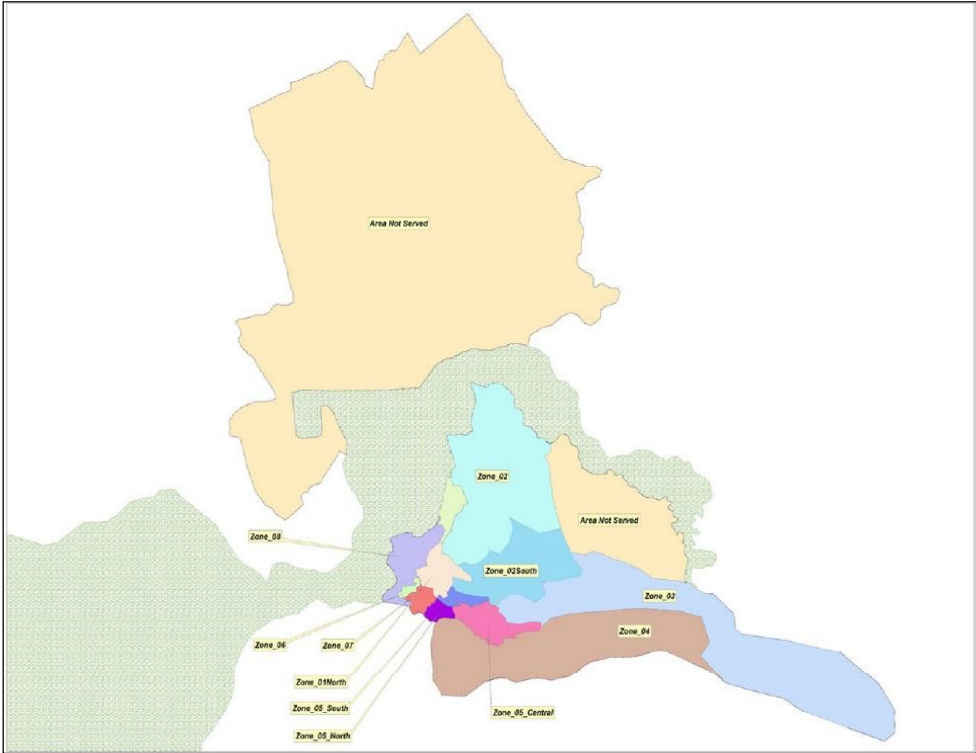 Area Not Served
Zone_02
Area Not Served
Zone_08
Zone_02South
Zone_03
Zone_04
Zone_06
Zone_07
Zone_01North
Zone_05_South
Zone_05_Central
Zone_05_North